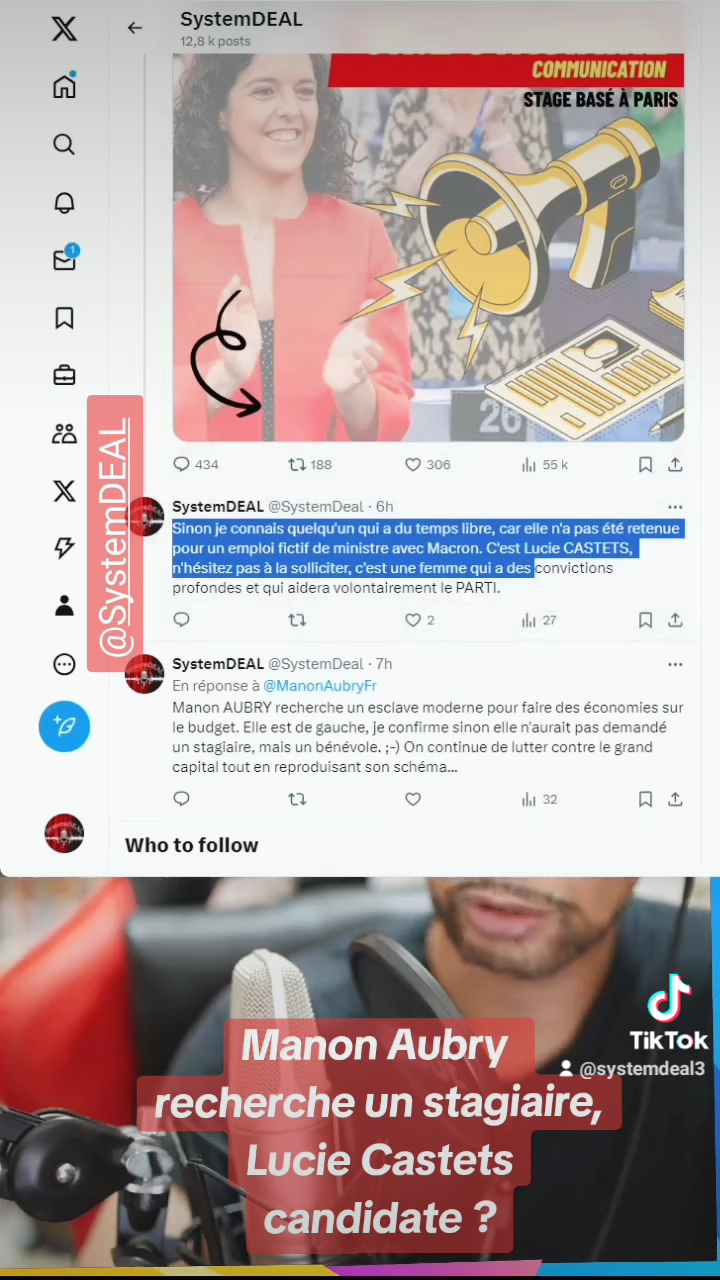 SystemDEAL
12,8 k posts
COMMUNICATION
STAGE BASÉ À PARIS
26
434
188
306
55 k
1
@SystemDEAL
SystemDEAL @SystemDeal · 6h
Sinon je connais quelqu'un qui a du temps libre, car elle n'a pas été retenue
pour un emploi fictif de ministre avec Macron. C'est Lucie CASTETS,
n'hésitez pas à la solliciter, c'est une femme qui a des convictions
profondes et qui aidera volontairement le PARTI.
2
27
SystemDEAL @SystemDeal · 7h
En réponse à @ManonAubryFr
Manon AUBRY recherche un esclave moderne pour faire des économies sur
le budget. Elle est de gauche, je confirme sinon elle n'aurait pas demandé
un stagiaire, mais un bénévole. ;-) On continue de lutter contre le grand
capital tout en reproduisant son schéma...
32
Who to follow
TikTok
@systemdeal3
Manon Aubry
recherche un stagiaire,
Lucie Castets
candidate ?